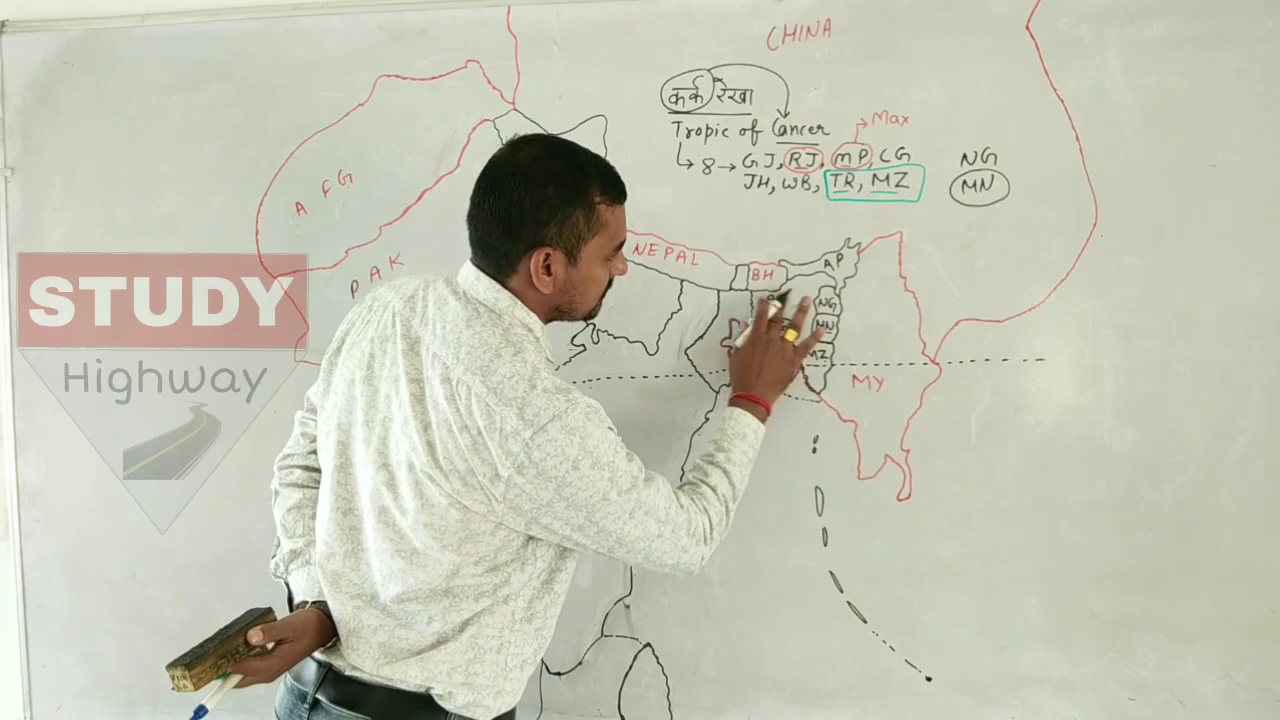 CHINA
कर्क रेखा
Tropic of Cancer
Max
8 → GJ, RJ, MP, CG
JH, WB, TR, MZ
NG
MN
AFG
PAK
NEPAL
BH
AP
NG
MN
MZ
MY
STUDY
Highway